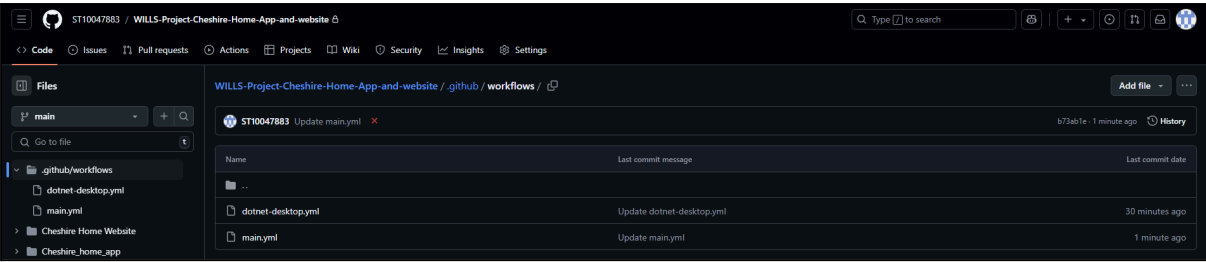 ST10047883 / WILLS-Project-Cheshire-Home-App-and-website
Type / to search
Code Issues Pull requests Actions Projects Wiki Security Insights Settings
Files
WILLS-Project-Cheshire-Home-App-and-website / .github / workflows /
Add file
main
ST10047883 Update main.yml
b73ab1e · 1 minute ago History
Go to file t
Name Last commit message Last commit date
.github/workflows
..
dotnet-desktop.yml
main.yml
Cheshire Home Website
Cheshire_home_app
dotnet-desktop.yml Update dotnet-desktop.yml 30 minutes ago
main.yml Update main.yml 1 minute ago